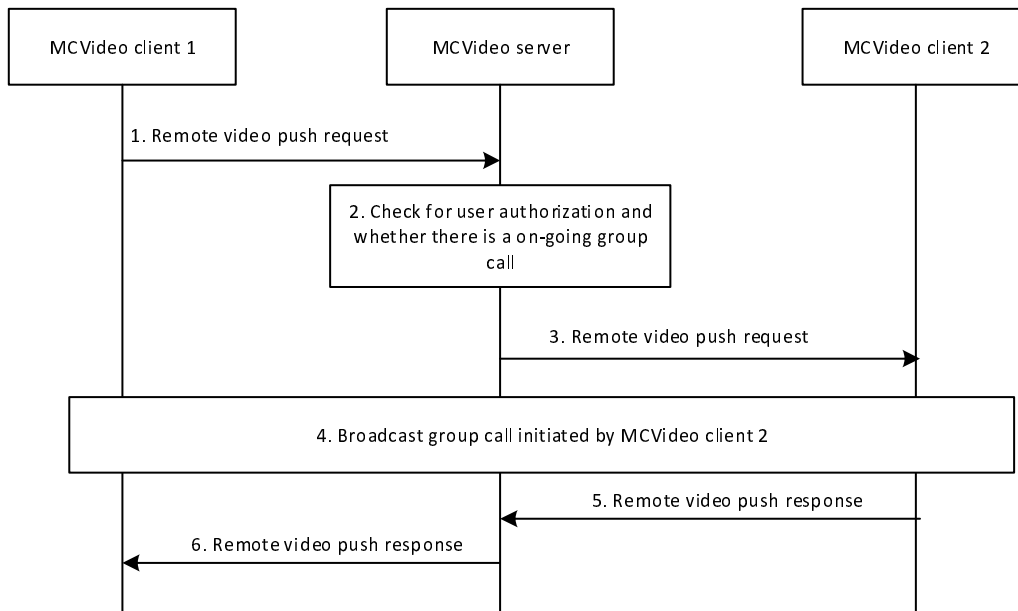 MCVideo client 1
MCVideo server
MCVideo client 2
1. Remote video push request
2. Check for user authorization and
whether there is a on-going group
call
3. Remote video push request
4. Broadcast group call initiated by MCVideo client 2
5. Remote video push response
6. Remote video push response